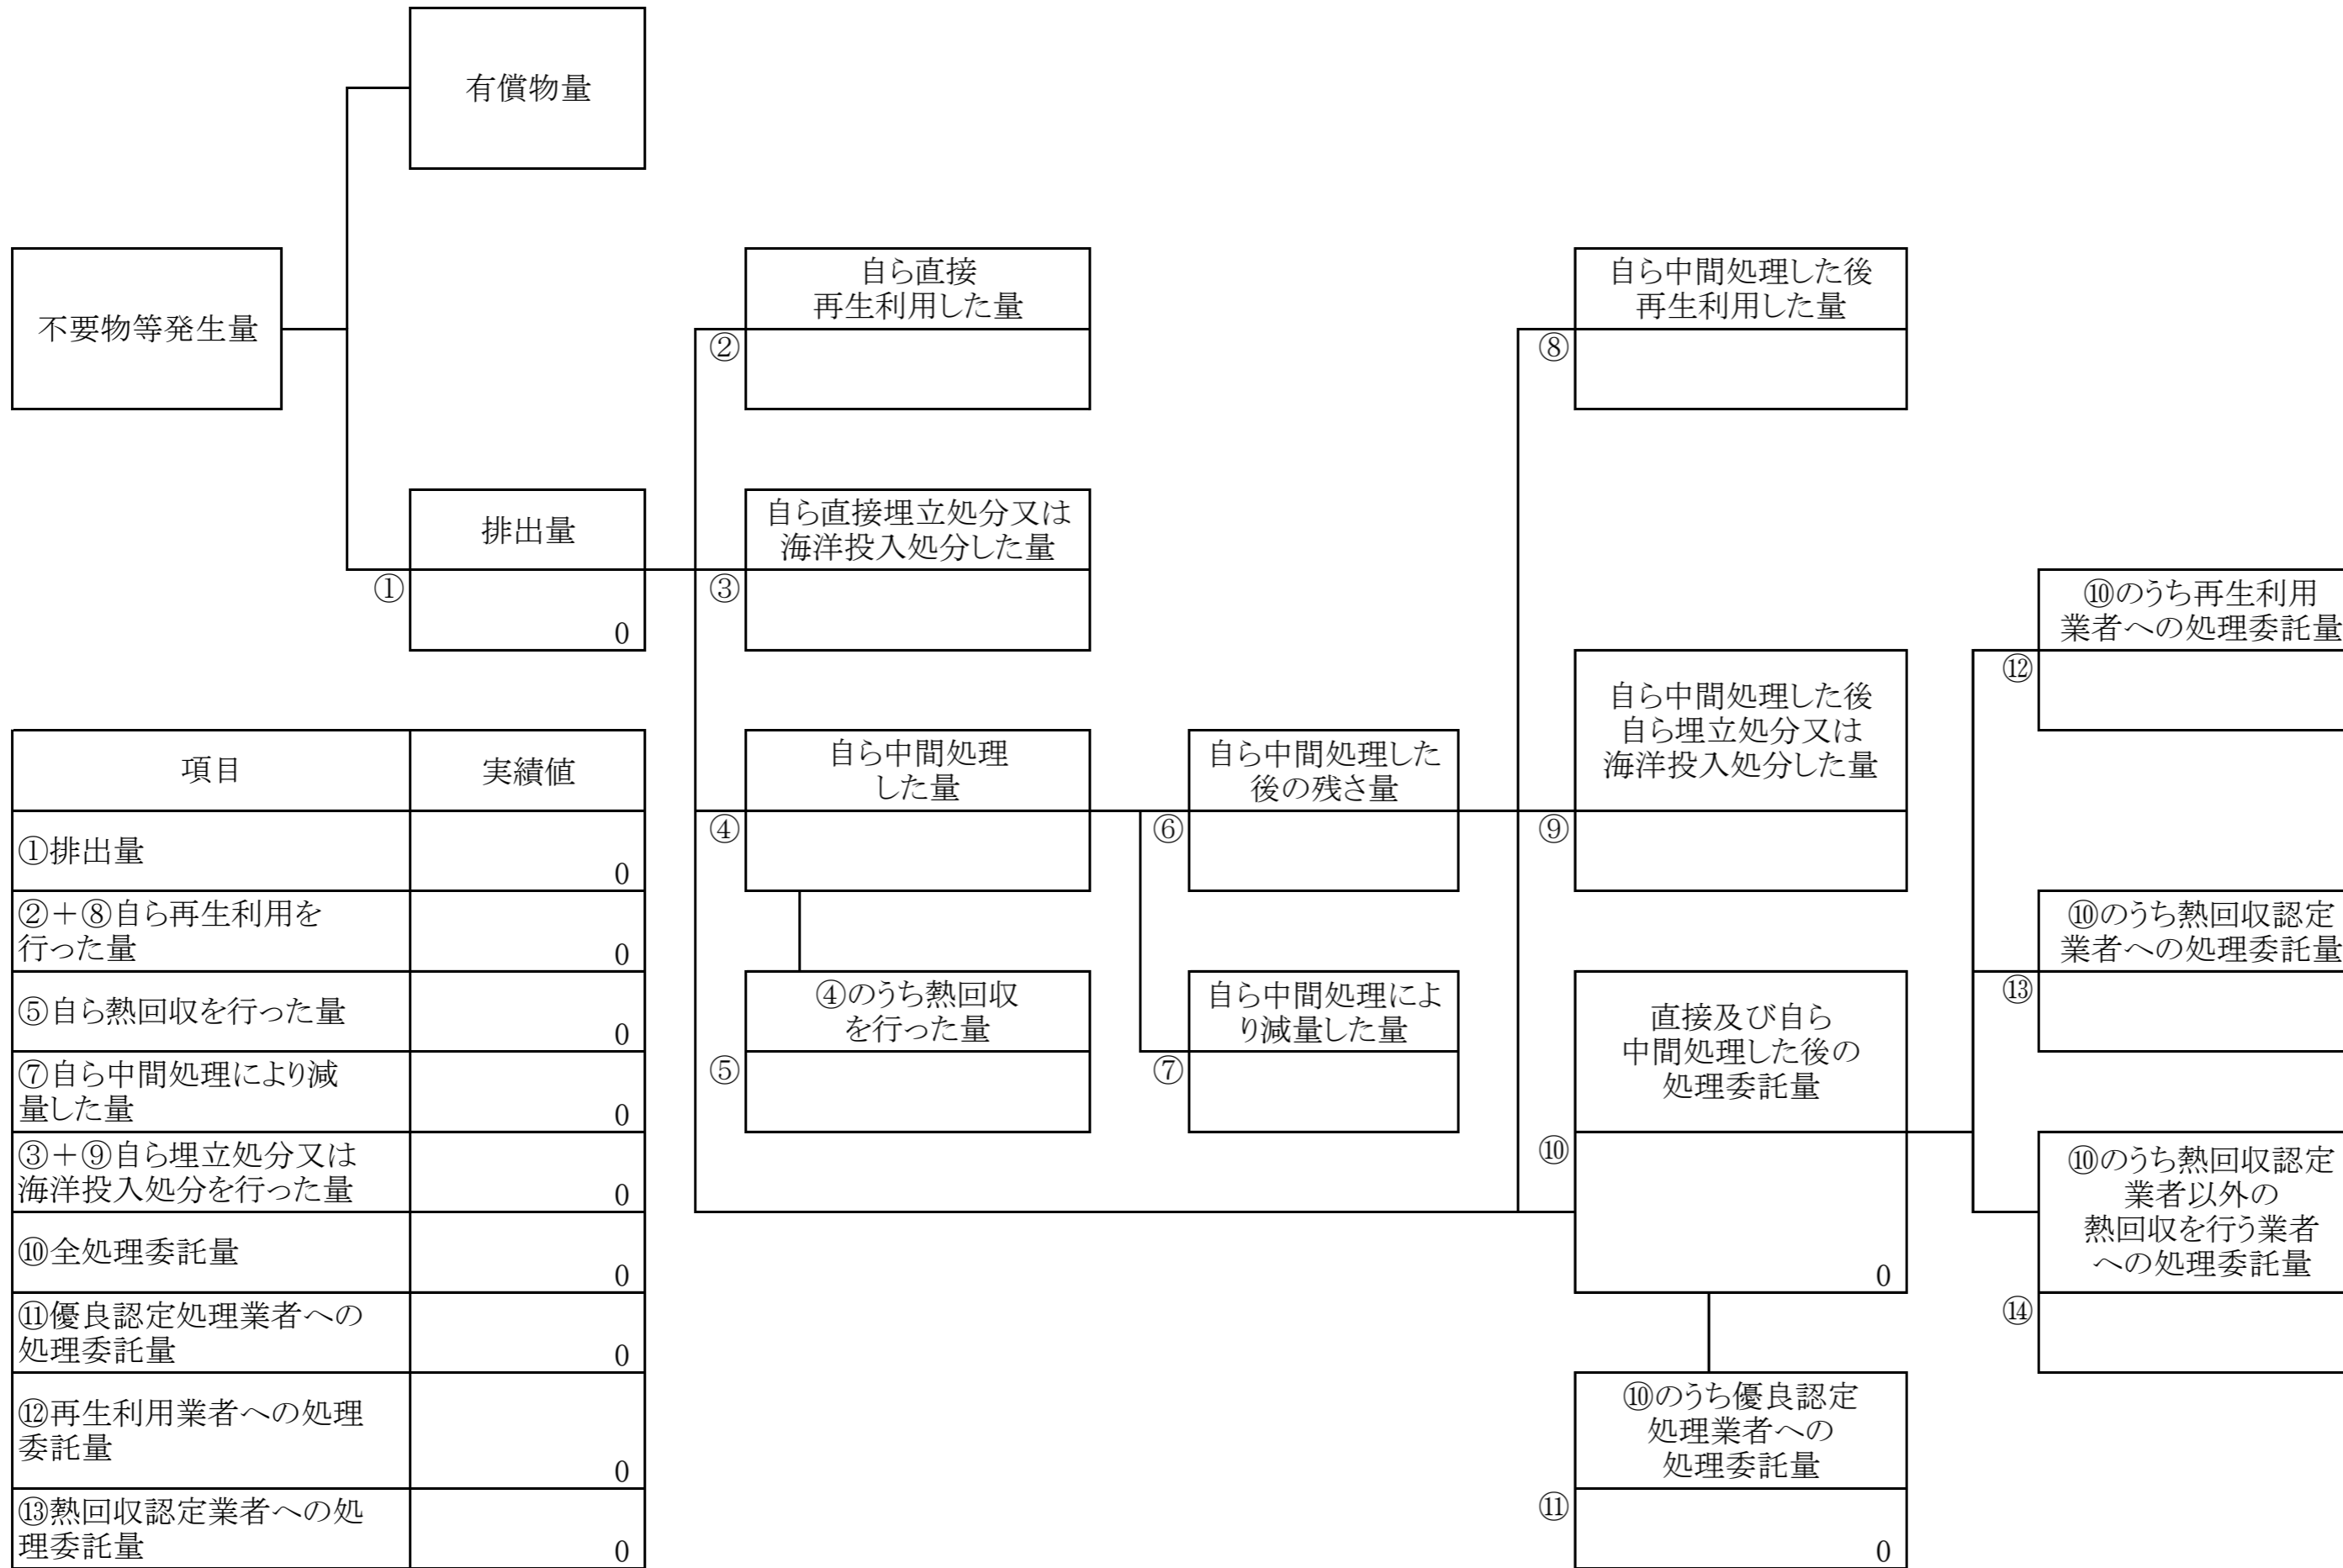 有償物量
不要物等発生量
自ら直接
再生利用した量
②
自ら中間処理した後
再生利用した量
⑧
排出量
①
0
自ら直接埋立処分又は
海洋投入処分した量
③
⑩のうち再生利用
業者への処理委託量
⑫
自ら中間処理
した量
④
自ら中間処理した
後の残さ量
⑥
自ら中間処理した後
自ら埋立処分又は
海洋投入処分した量
⑨
④のうち熱回収
を行った量
⑤
自ら中間処理によ
り減量した量
⑦
直接及び自ら
中間処理した後の
処理委託量
⑩
0
⑩のうち熱回収認定
業者への処理委託量
⑬
⑩のうち熱回収認定
業者以外の
熱回収を行う業者
への処理委託量
⑭
⑩のうち優良認定
処理業者への
処理委託量
⑪
0
項目 実績値
①排出量
0
②+⑧自ら再生利用を
行った量 0
⑤自ら熱回収を行った量
0
⑦自ら中間処理により減
量した量 0
③+⑨自ら埋立処分又は
海洋投入処分を行った量 0
⑩全処理委託量
0
⑪優良認定処理業者への
処理委託量 0
⑫再生利用業者への処理
委託量
0
⑬熱回収認定業者への処
理委託量 0